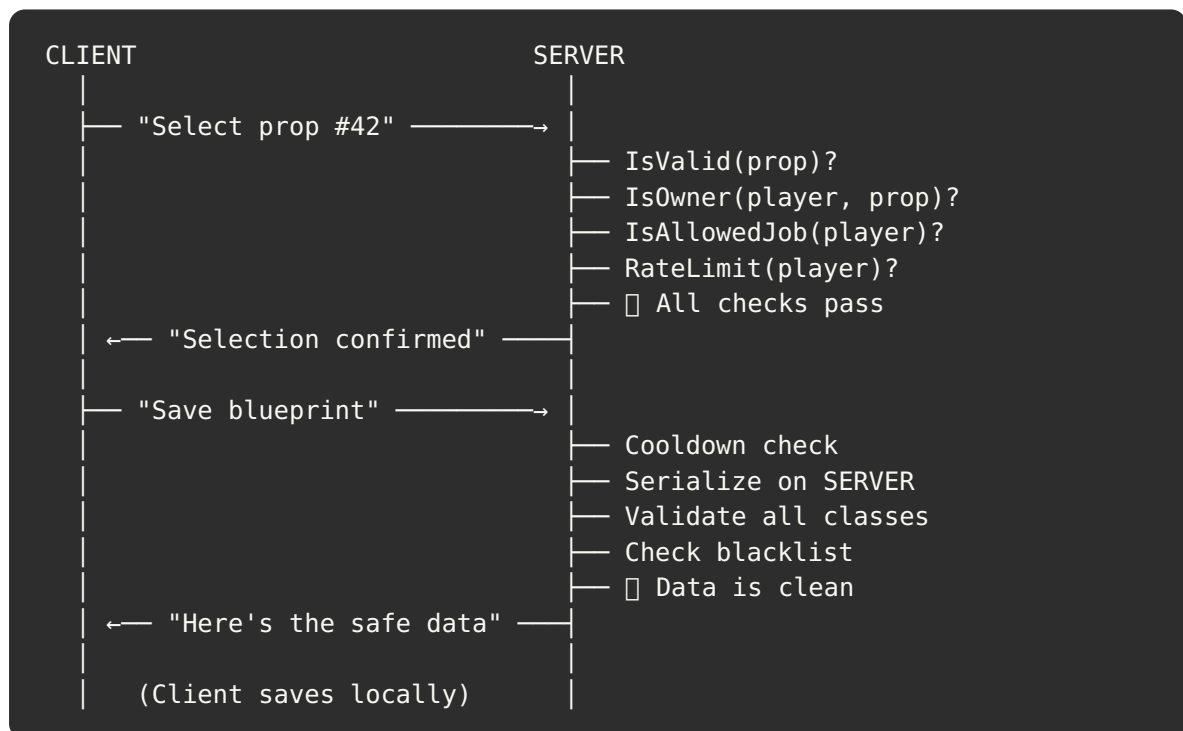 CLIENT                          SERVER
  │                               │
  ├── "Select prop #42" ────────→ │
  │                               ├── IsValid(prop)?
  │                               ├── IsOwner(player, prop)?
  │                               ├── IsAllowedJob(player)?
  │                               ├── RateLimit(player)?
  │                               ├── ▯ All checks pass
  │ ←── "Selection confirmed" ────┤
  │                               │
  ├── "Save blueprint" ─────────→ │
  │                               ├── Cooldown check
  │                               ├── Serialize on SERVER
  │                               ├── Validate all classes
  │                               ├── Check blacklist
  │                               ├── ▯ Data is clean
  │ ←── "Here's the safe data" ───┤
  │                               │
  │   (Client saves locally)      │